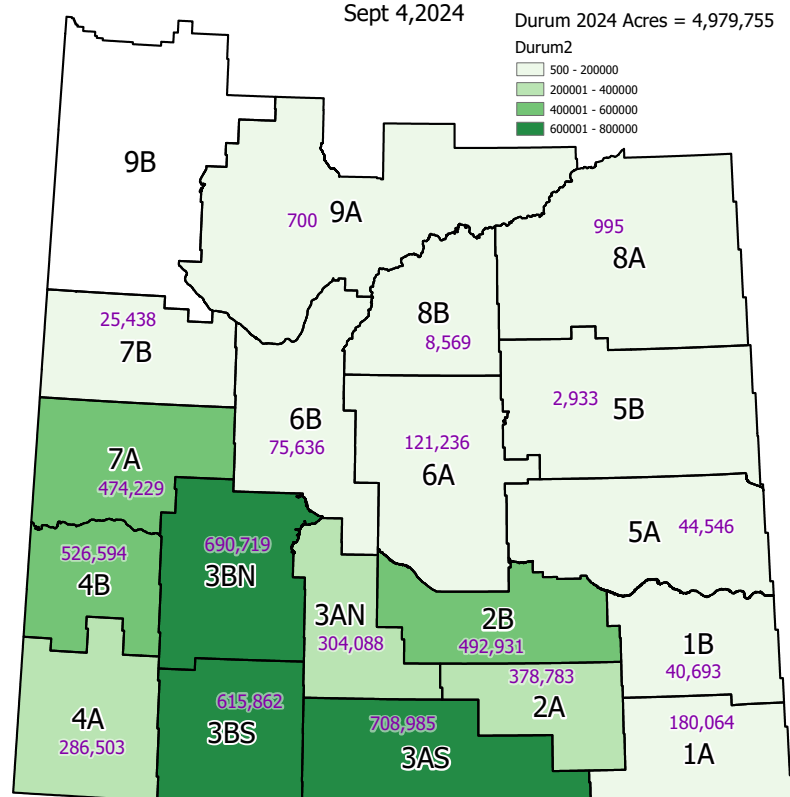 Sept 4,2024
Durum 2024 Acres = 4,979,755
Durum2
500 - 200000
200001 - 400000
400001 - 600000
600001 - 800000
9B
700 9A
995
8A
8B
8,569
25,438
7B
2,933 5B
6B
75,636
121,236
6A
7A
474,229
5A 44,546
526,594
4B
690,719
3BN
3AN
304,088
2B
492,931
1B
40,693
378,783
2A
4A
286,503
615,862
3BS
708,985
3AS
180,064
1A